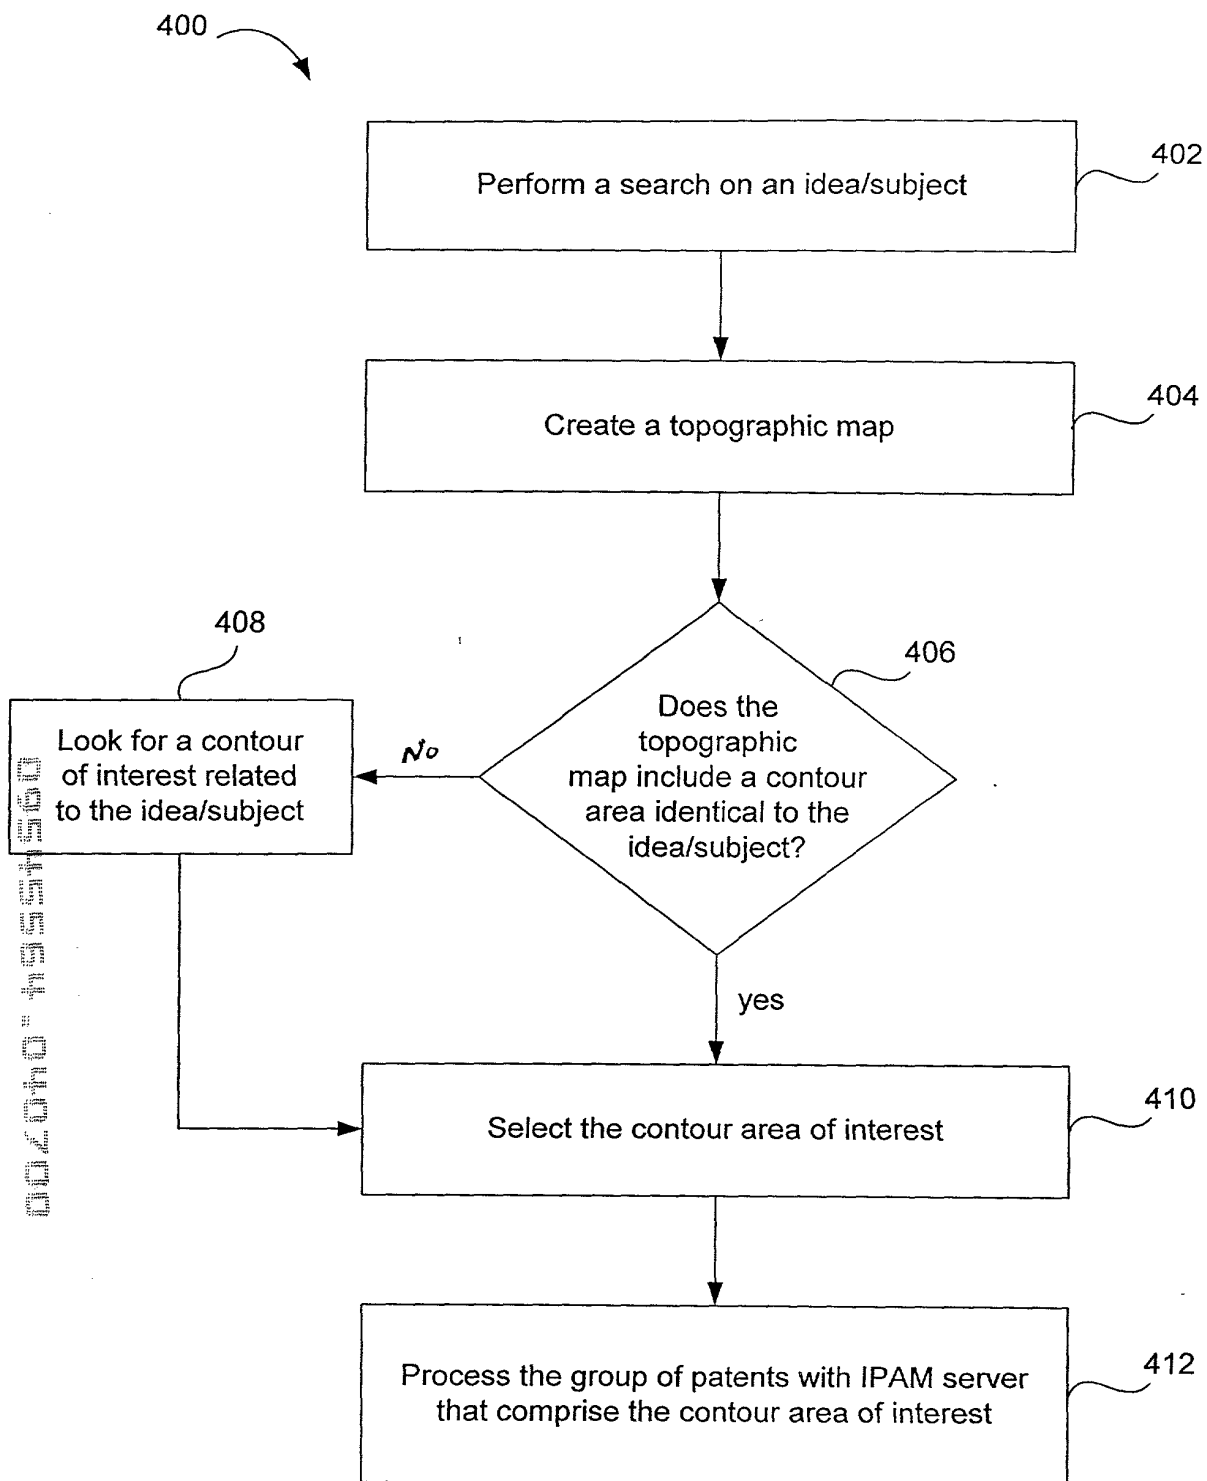 400
402
Perform a search on an idea/subject
404
Create a topographic map
408
406
Does the
topographic
map include a contour
area identical to the
idea/subject?
No
Look for a contour
of interest related
to the idea/subject
yes
410
Select the contour area of interest
412
Process the group of patents with IPAM server
that comprise the contour area of interest